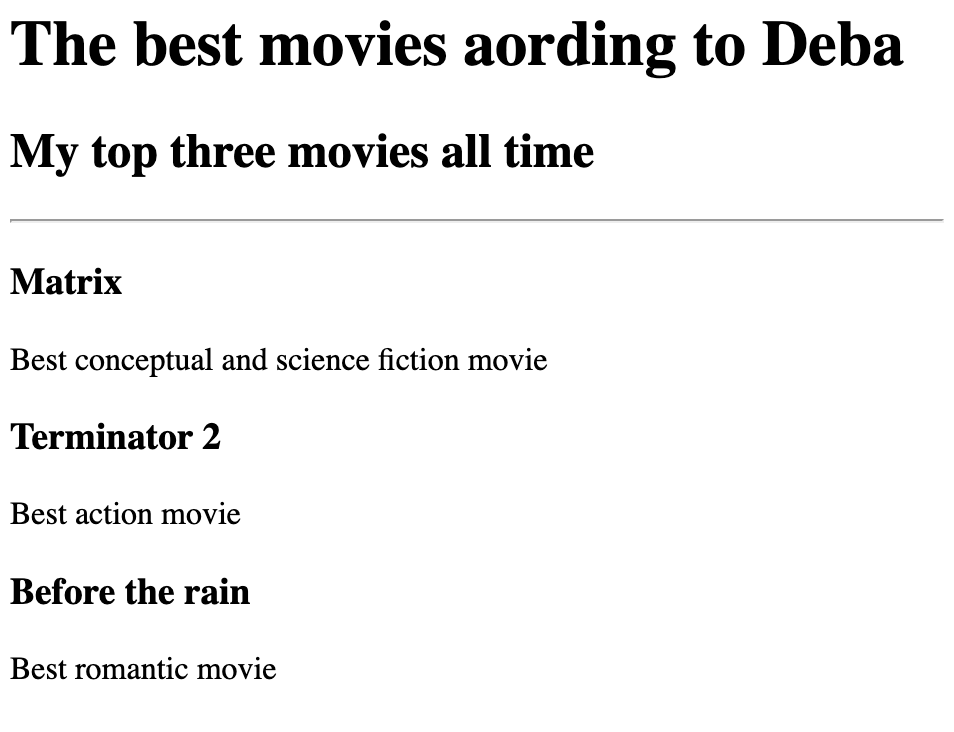 The best movies aording to Deba
My top three movies all time
Matrix
Best conceptual and science fiction movie
Terminator 2
Best action movie
Before the rain
Best romantic movie